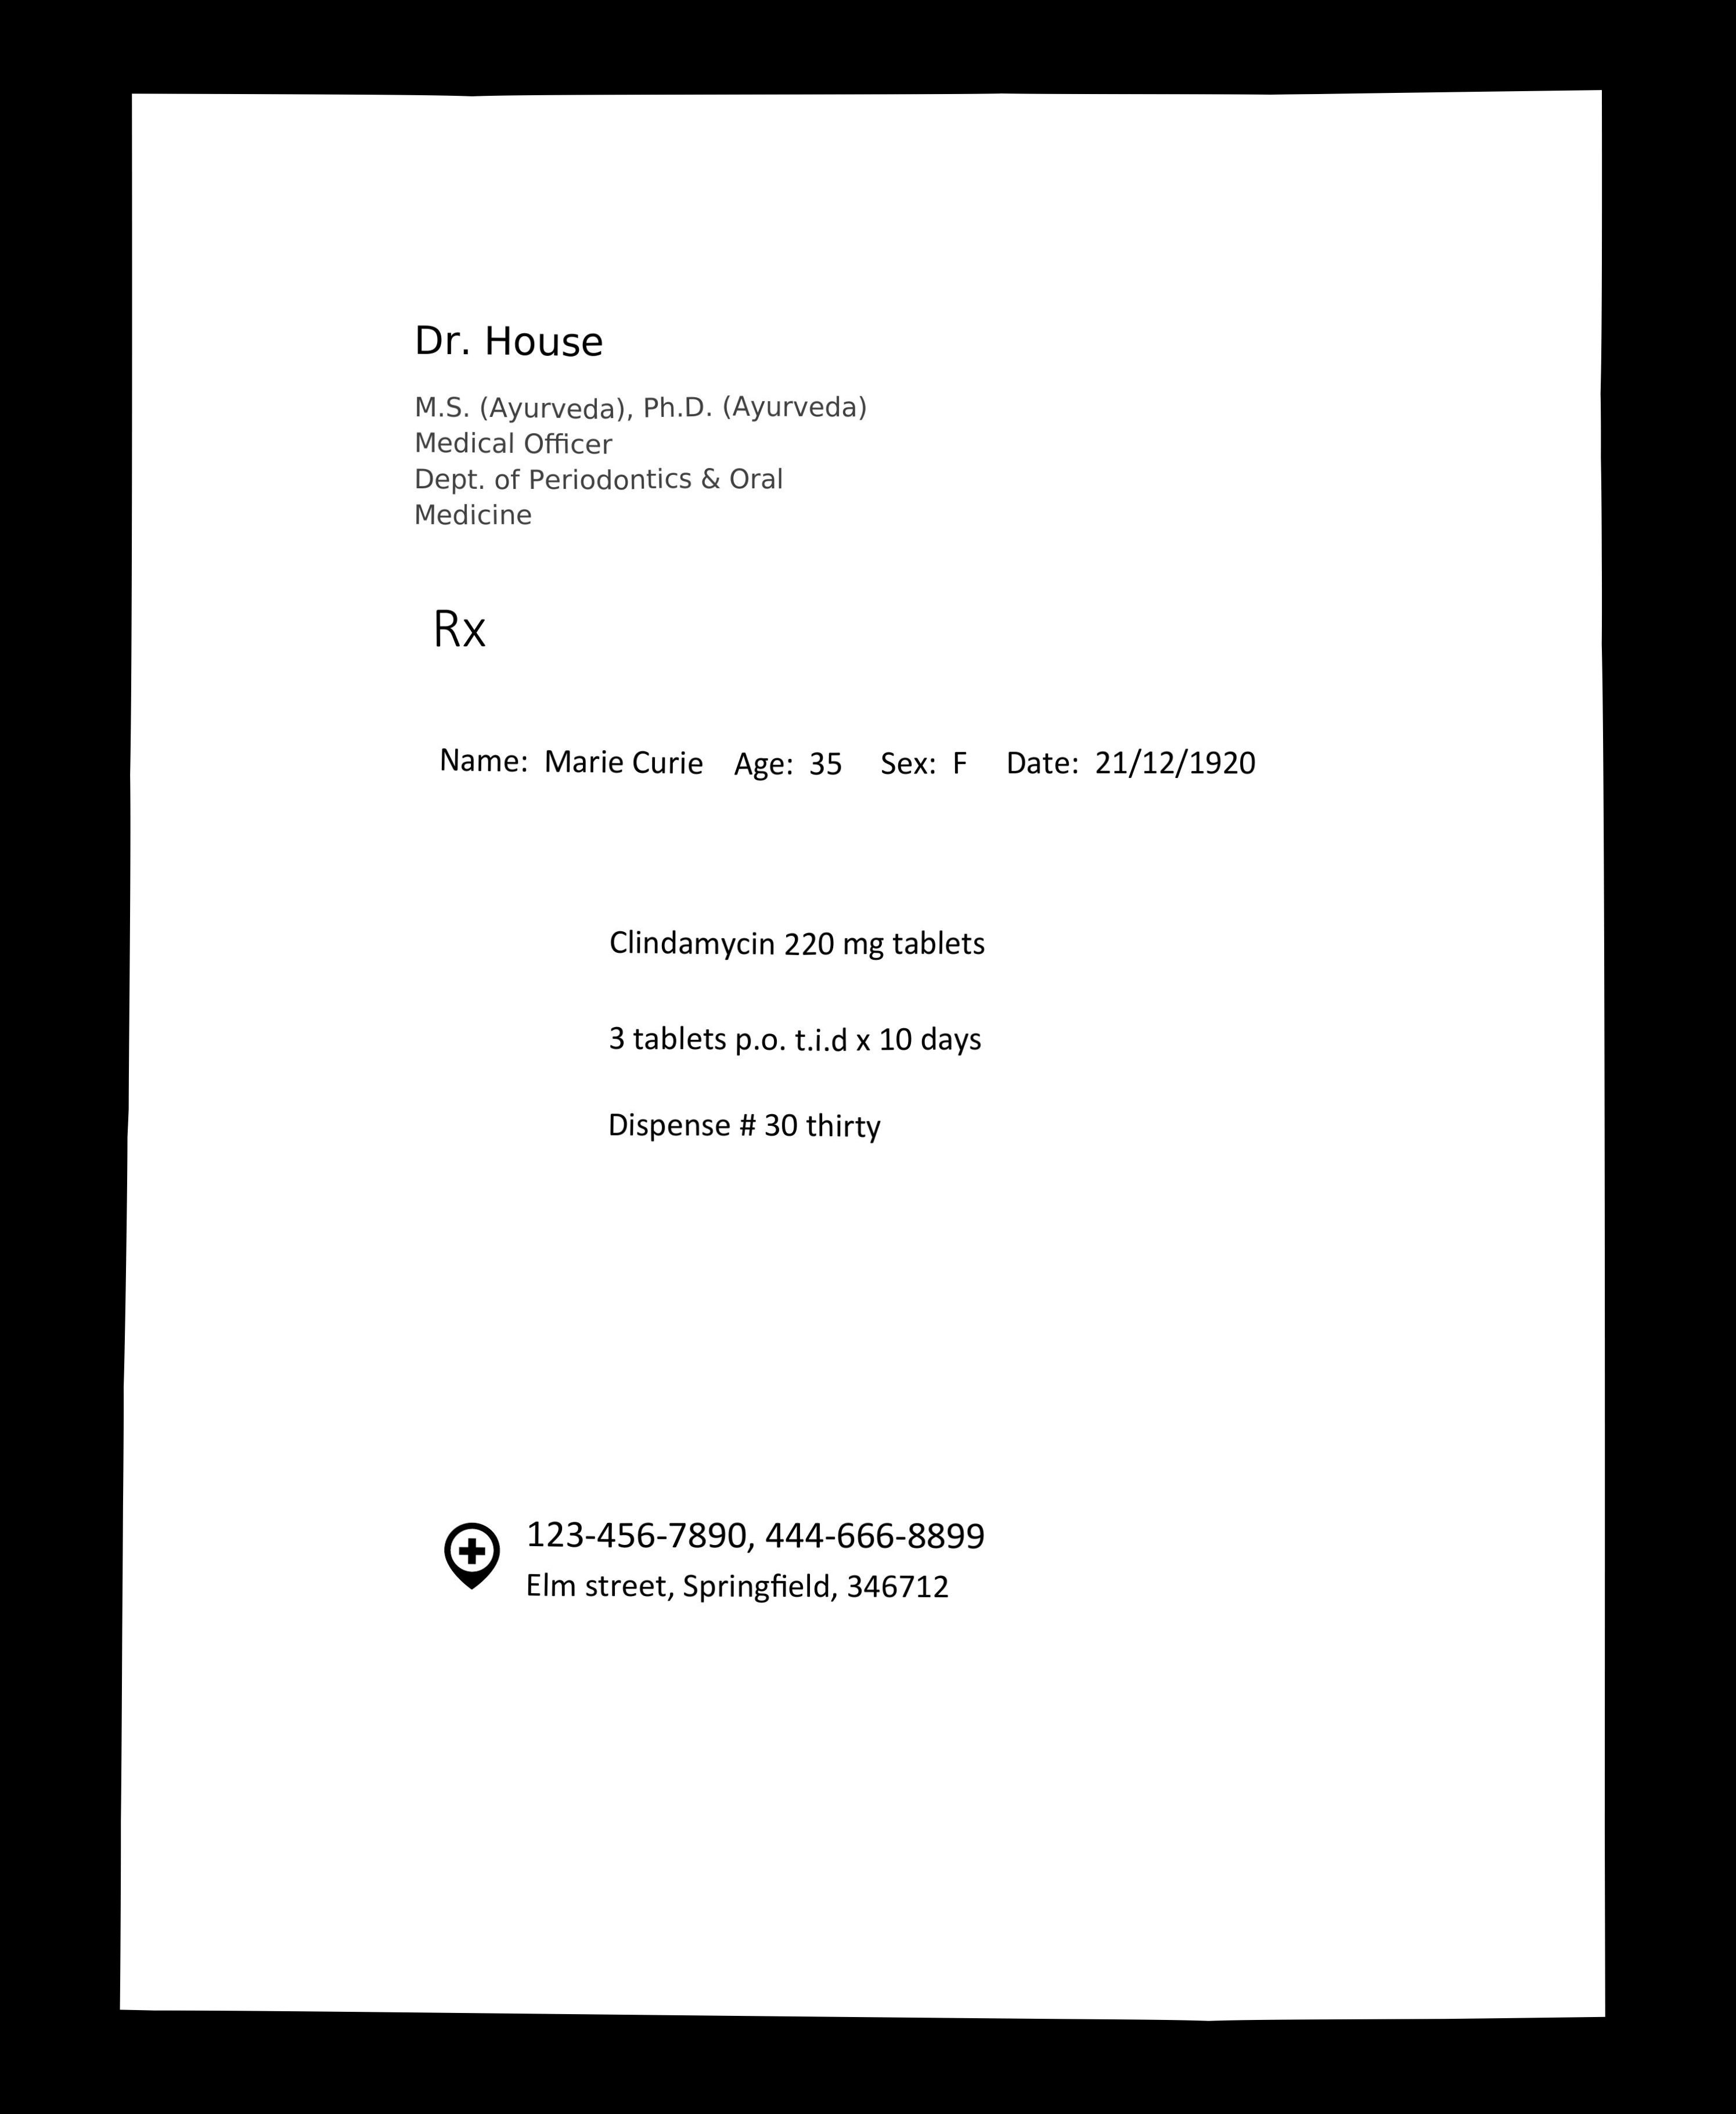 Dr. House
M.S. (Ayurveda), Ph.D. (Ayurveda)
Medical Officer
Dept. of Periodontics & Oral
Medicine
Rx
Name: Marie Curie Age: 35 Sex: F Date: 21/12/1920
Clindamycin 220 mg tablets
3 tablets p.o. t.i.d x 10 days
Dispense # 30 thirty
123-456-7890, 444-666-8899
Elm street, Springfield, 346712